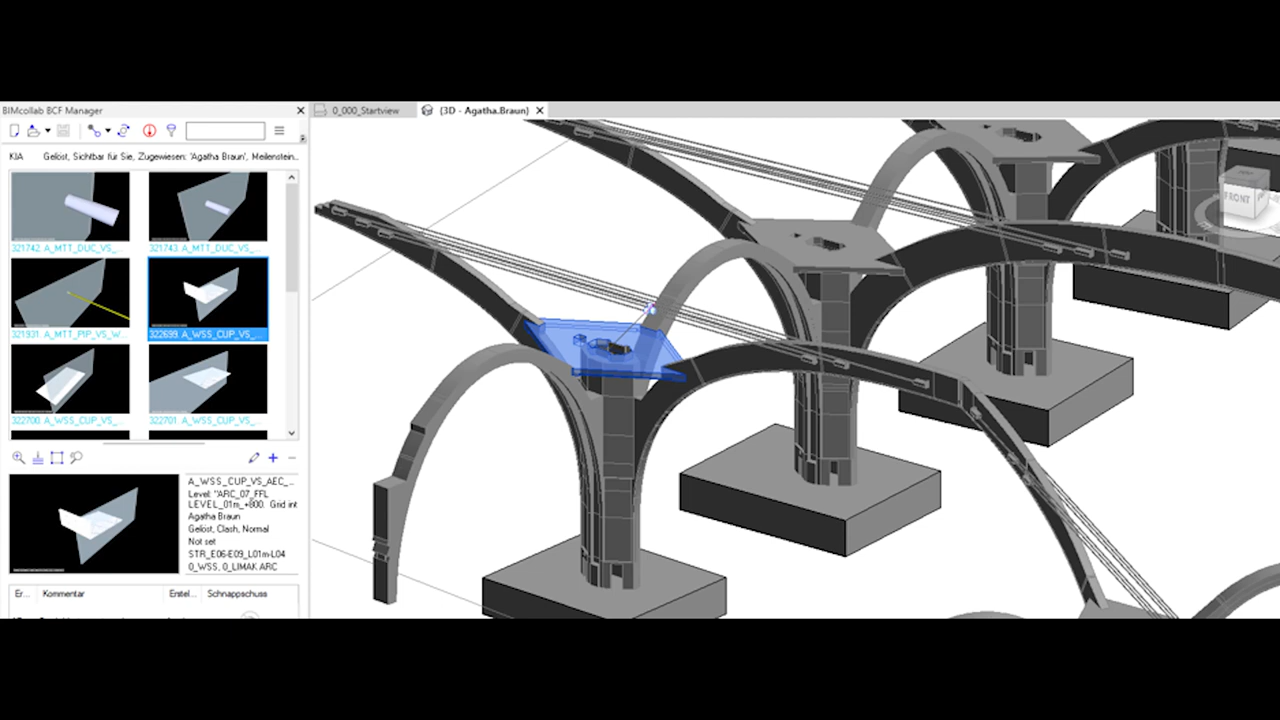 BIMcollab BCF Manager
0_000_Startview
{3D - Agatha.Braun}
KIA Gelöst, Sichtbar für Sie, Zugewiesen: 'Agatha Braun', Meilenstein...
321742. A_MTT_DUC_VS_...
321743. A_MTT_DUC_VS_...
321931. A_MTT_PIP_VS_W...
322699. A_WSS_CUP_VS_...
322700. A_WSS_CUP_VS_...
322701. A_WSS_CUP_VS_...
A_WSS_CUP_VS_AEC_...
Level: "ARC_07_FFL
LEVEL_01m_+800. Grid int
Agatha Braun
Gelöst, Clash, Normal
Not set
STR_E06-E09_L01m-L04
0_WSS, 0_LIMAK ARC
Er... Kommentar Erstel... Schnappschuss
FRONT